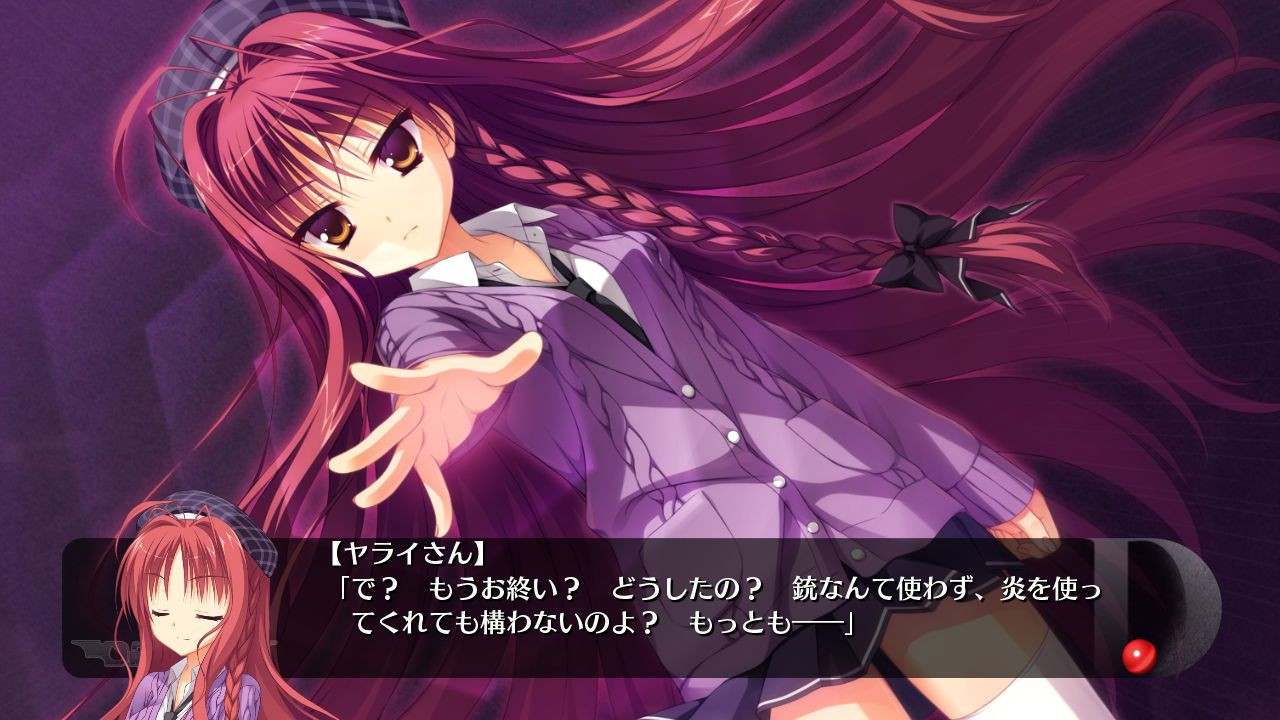 【ヤライさん】
「で？　もうお終い？　どうしたの？　銃なんて使わず、炎を使っ
てくれても構わないのよ？　もっとも――」